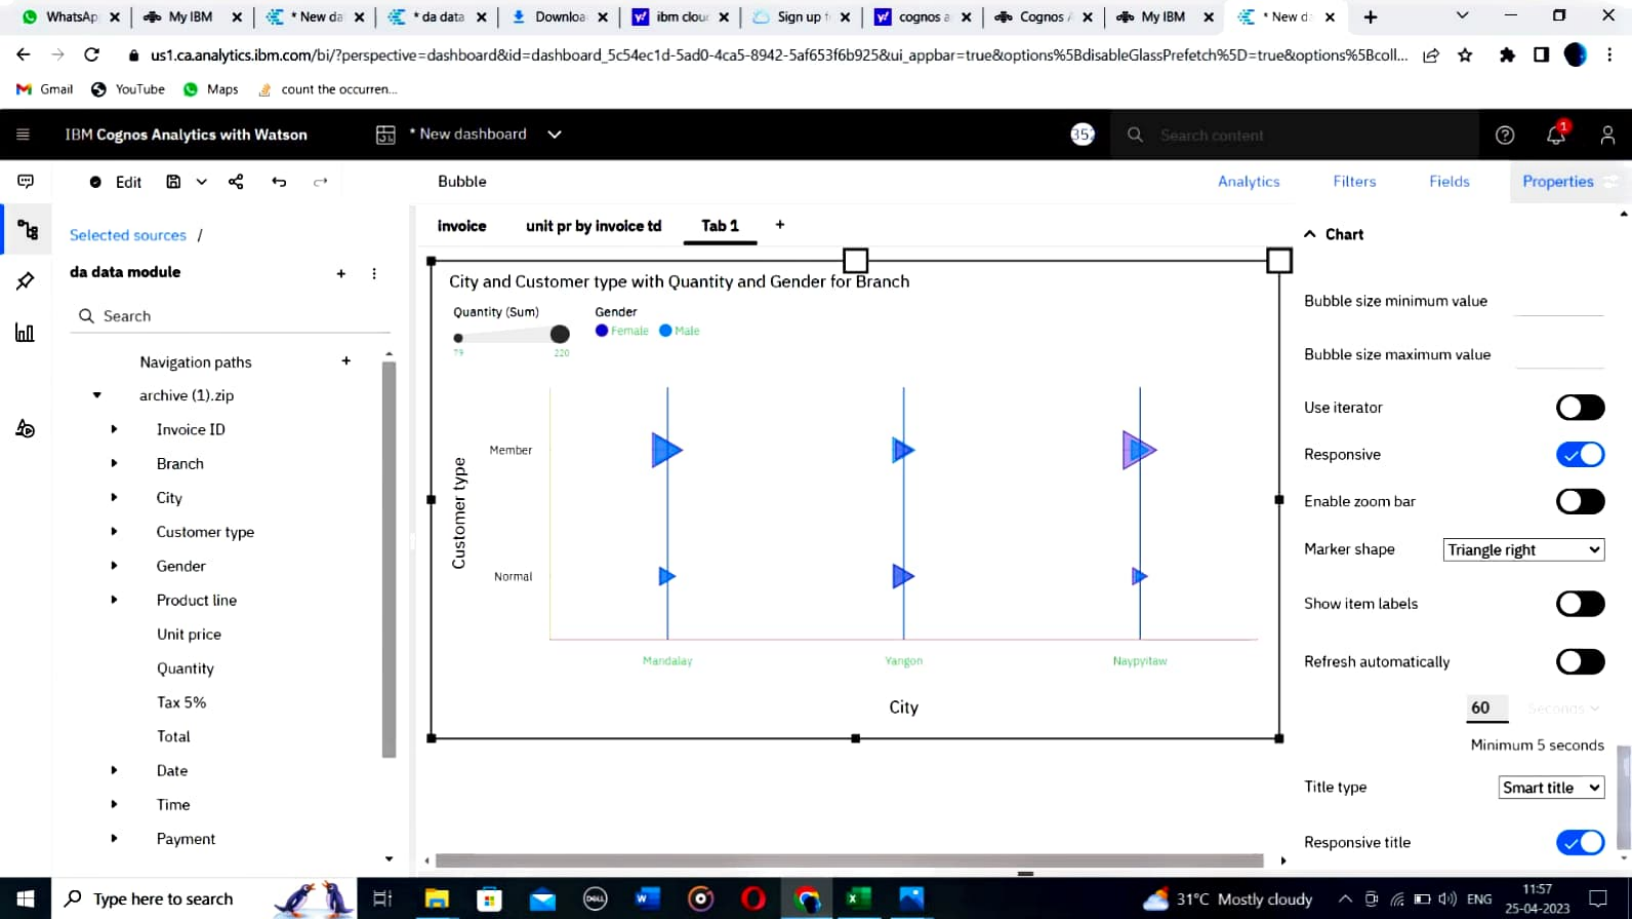 WhatsAp
My IBM
* New da
* da data
Downloa
ibm clou
Sign up f
cognos a
Cognos A
My IBM
* New d
us1.ca.analytics.ibm.com/bi/?perspective=dashboard&id=dashboard_5c54ec1d-5ad0-4ca5-8942-5af653f6b925&ui_appbar=true&options%5BdisableGlassPrefetch%5D=true&options%5Bcoll...
Gmail YouTube Maps count the occurren...
IBM Cognos Analytics with Watson
* New dashboard
357
Search content
1
Edit
Bubble
Analytics Filters Fields Properties
Selected sources /
da data module
Search
Navigation paths
archive (1).zip
Invoice ID
Branch
City
Customer type
Gender
Product line
Unit price
Quantity
Tax 5%
Total
Date
Time
Payment
invoice unit pr by invoice td Tab 1
City and Customer type with Quantity and Gender for Branch
Quantity (Sum) Gender
Female Male
79 220
Customer type
Member
Normal
Mandalay Yangon Naypyitaw
City
Chart
Bubble size minimum value
Bubble size maximum value
Use iterator
Responsive
Enable zoom bar
Marker shape Triangle right
Show item labels
Refresh automatically
60 Seconds
Minimum 5 seconds
Title type Smart title
Responsive title
Type here to search
DELL
31°C Mostly cloudy
ENG
11:57
25-04-2023